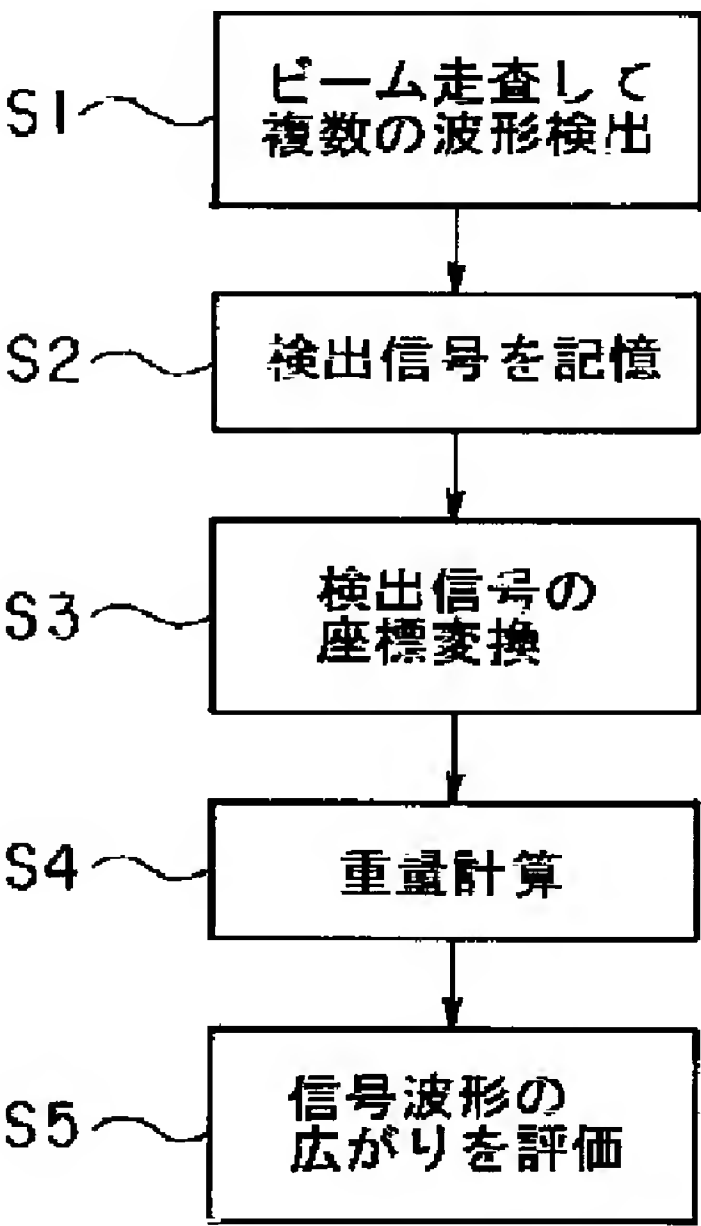 S1
ビーム走査して
複数の波形検出
S2
検出信号を記憶
S3
検出信号の
座標変換
S4
重量計算
S5
信号波形の
広がりを評価